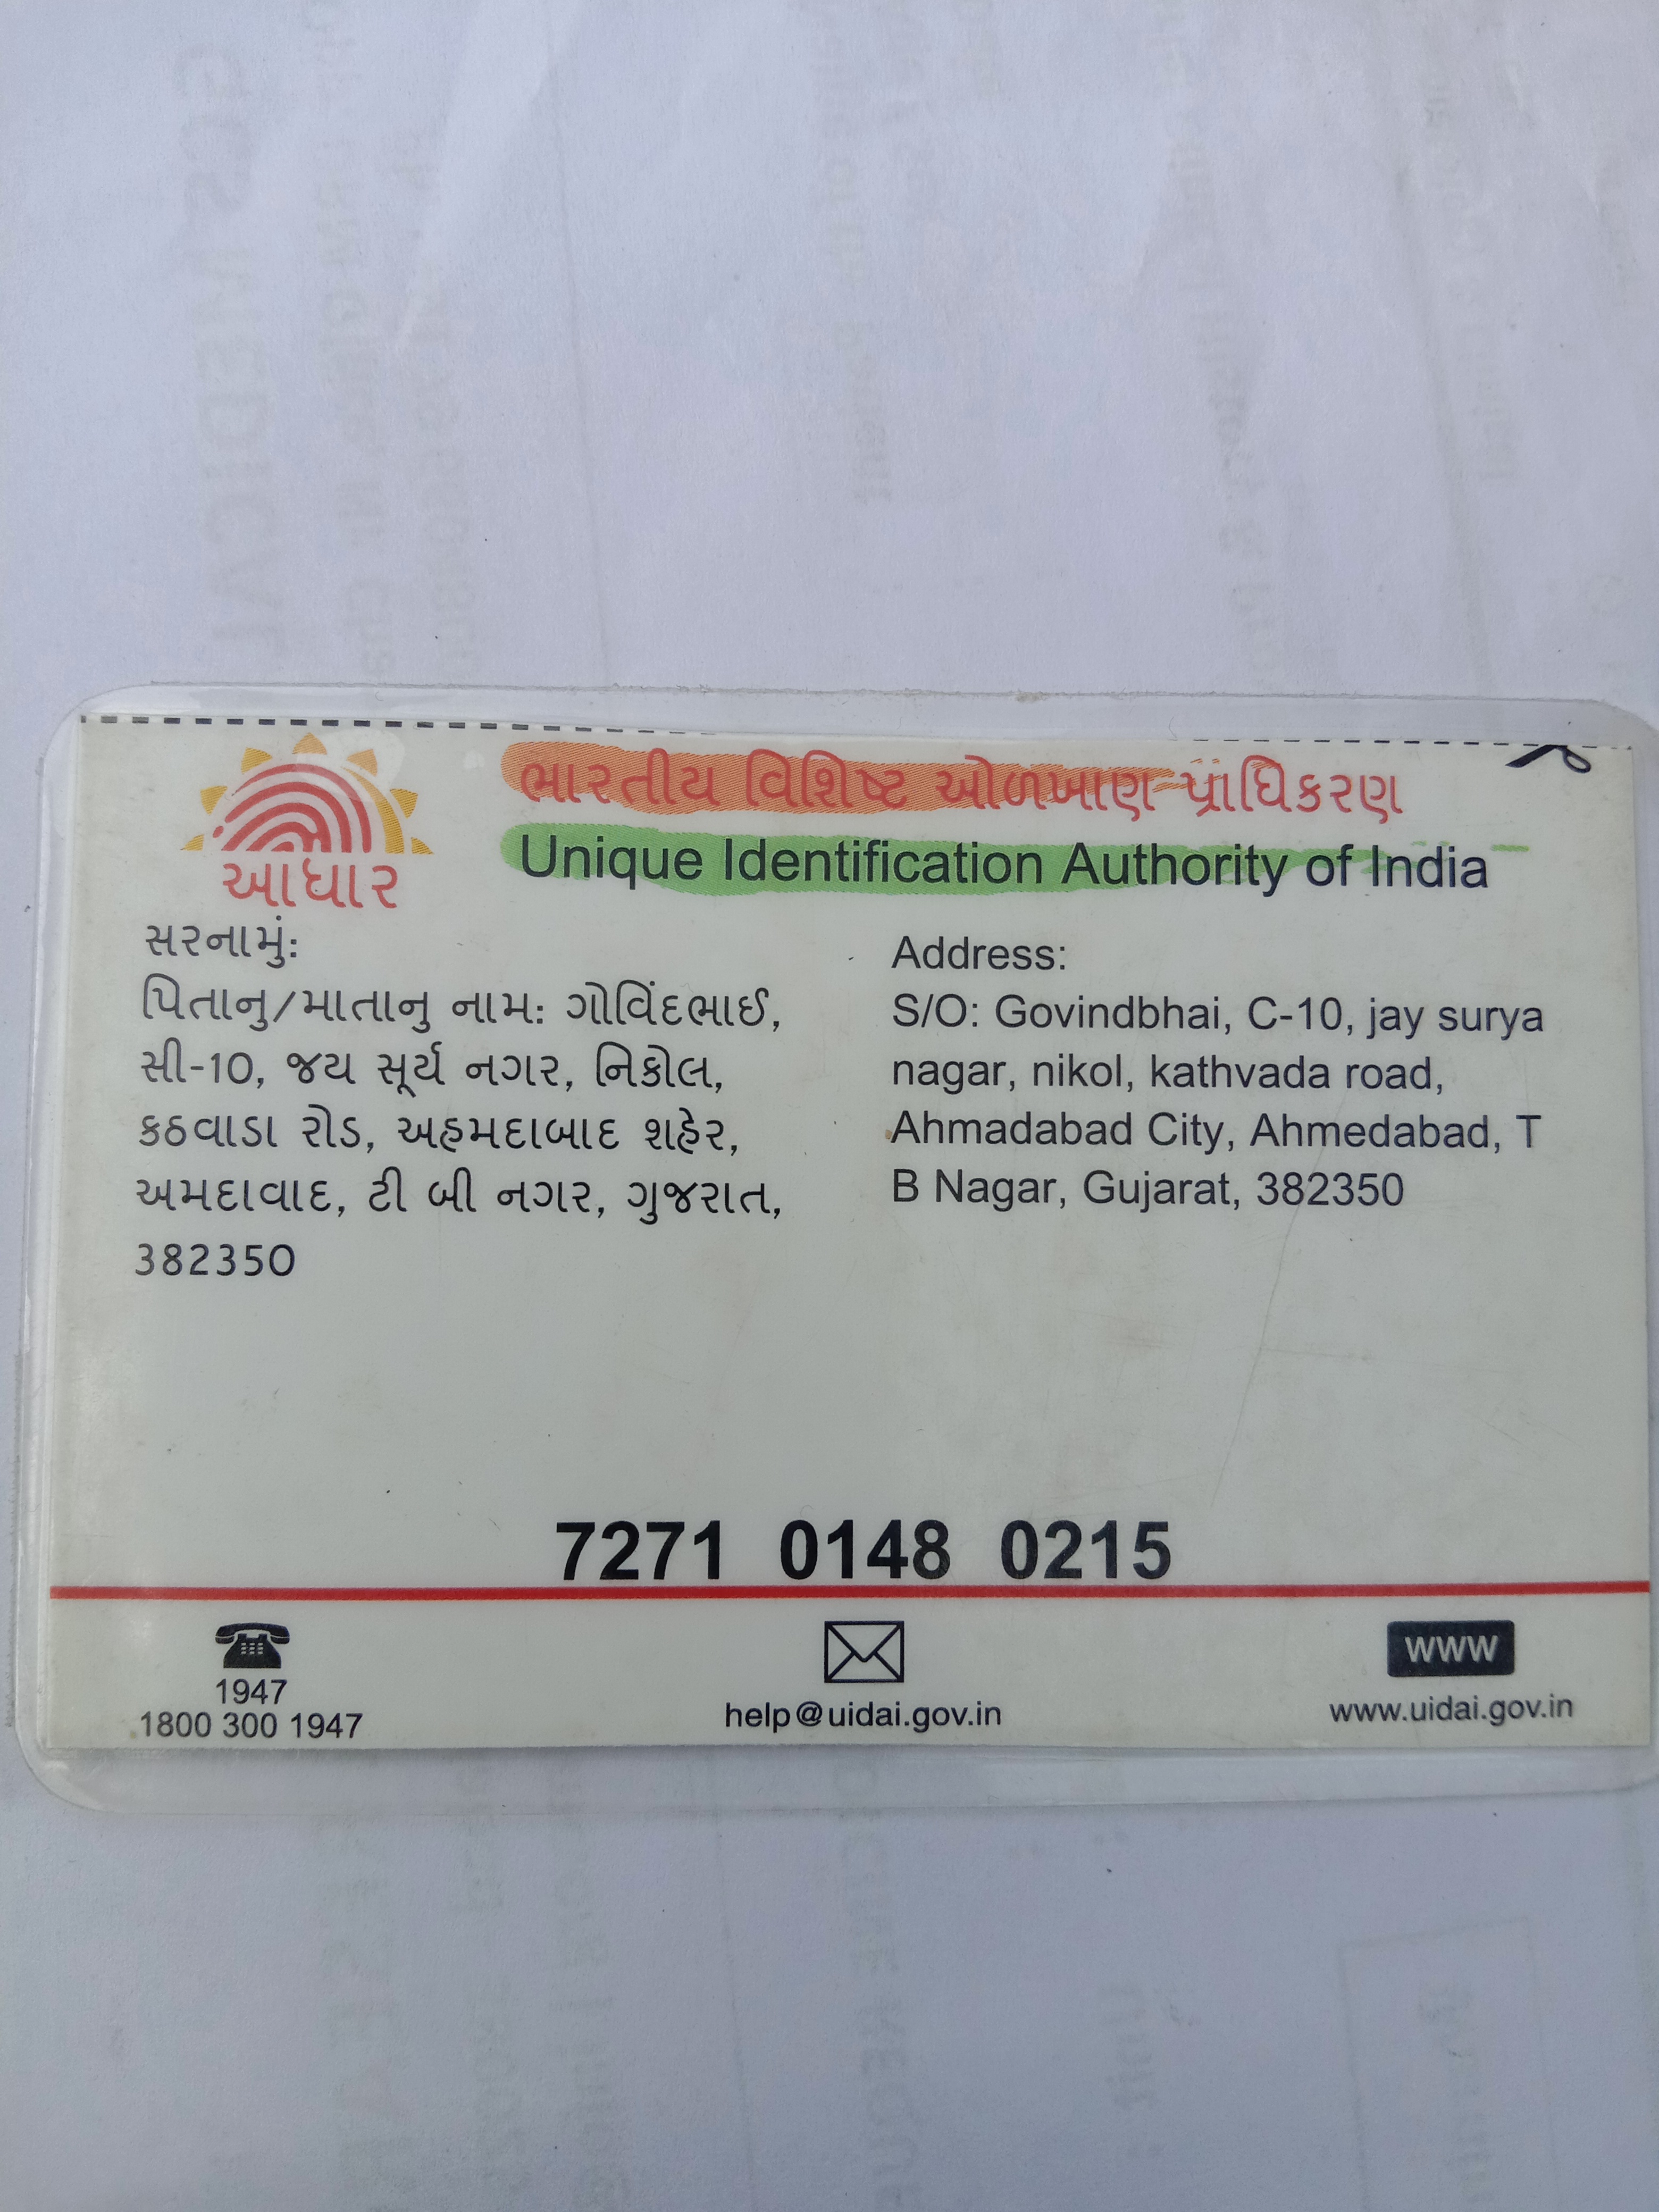 ભારતીય વિશિષ્ટ ઓળખાણ પ્રાધિકરણ
Unique Identification Authority of India
આધાર
સરનામું:
પિતાનુ/માતાનુ નામ: ગોવિંદભાઈ,
સી-10, જય સૂર્ય નગર, નિકોલ,
કઠવાડા રોડ, અહમદાબાદ શહેર,
અમદાવાદ, ટી બી નગર, ગુજરાત,
382350
Address:
S/O: Govindbhai, C-10, jay surya
nagar, nikol, kathvada road,
Ahmadabad City, Ahmedabad, T
B Nagar, Gujarat, 382350
7271 0148 0215
1947
1800 300 1947
help@uidai.gov.in
WWW
www.uidai.gov.in